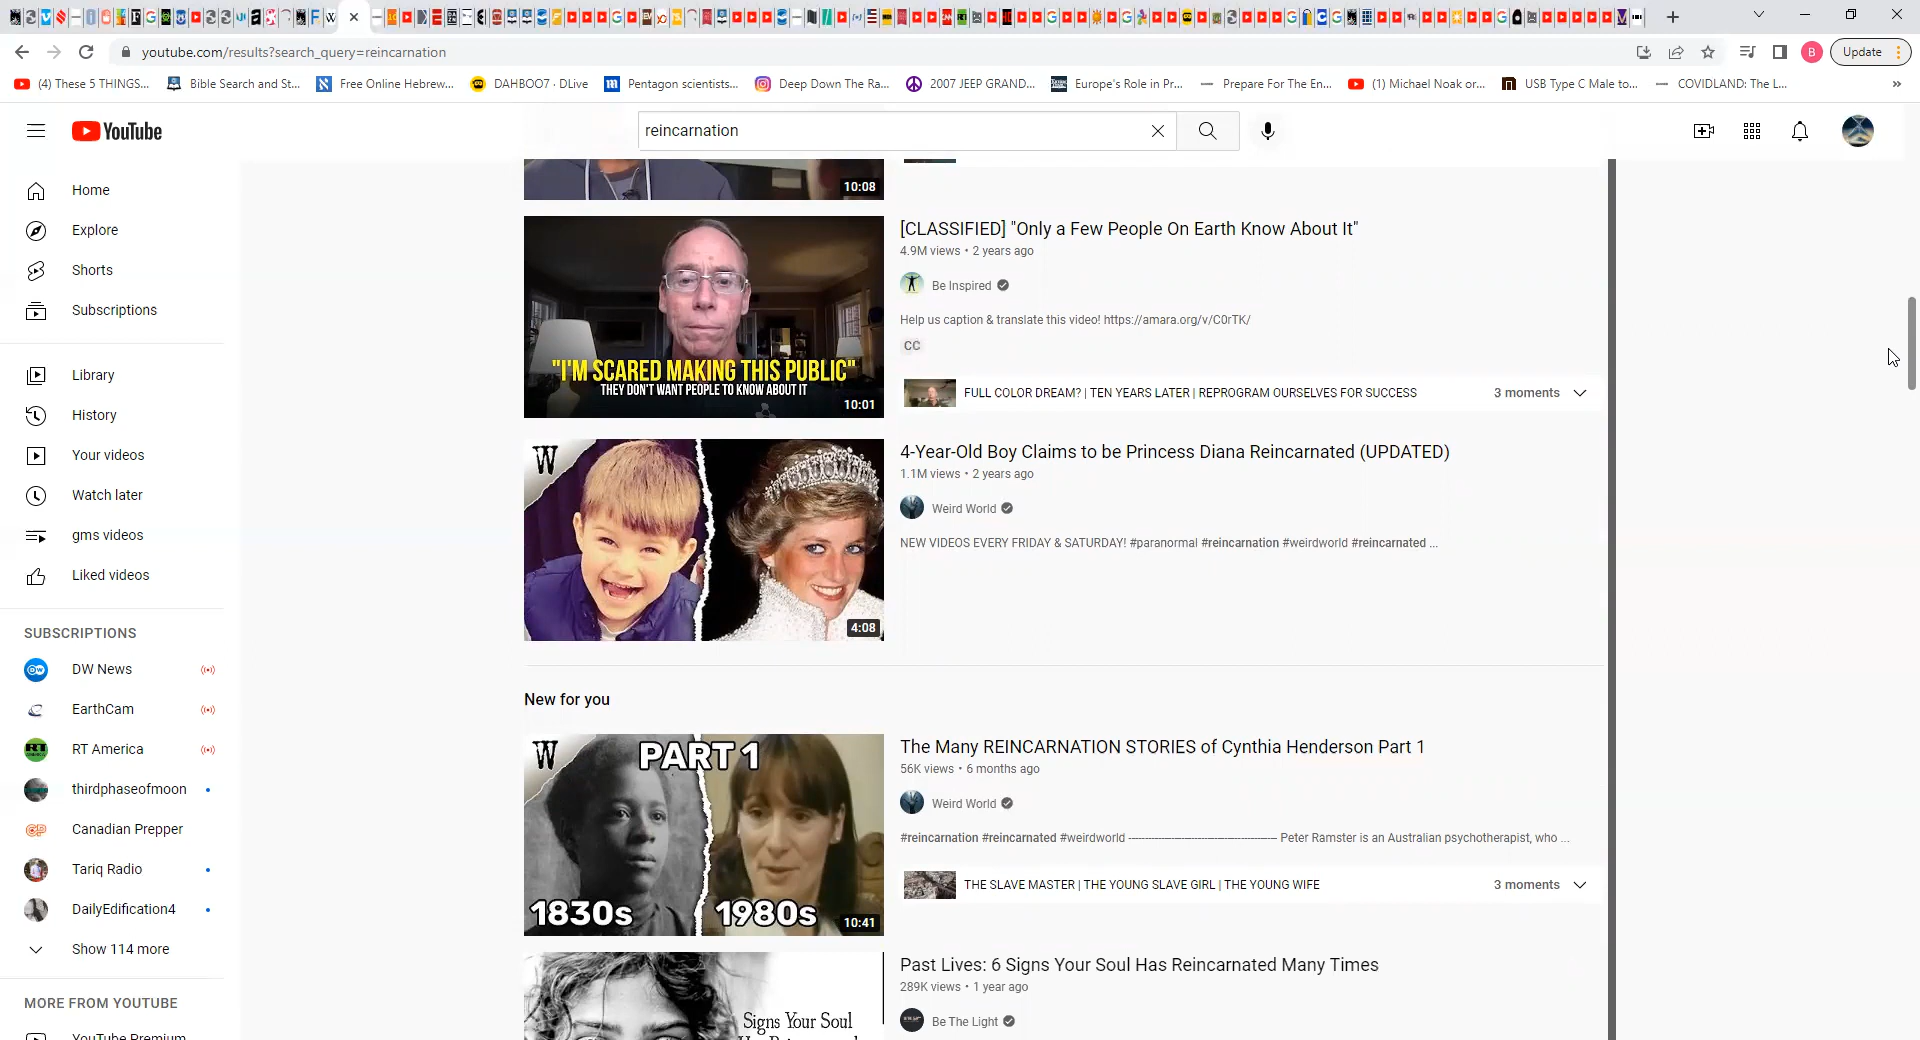 youtube.com/results?search_query=reincarnation
B
Update
(4) These 5 THINGS...
Bible Search and St...
Free Online Hebrew...
DAHBOO7 · DLive
Pentagon scientists...
Deep Down The Ra...
2007 JEEP GRAND...
Europe's Role in Pr...
Prepare For The En...
(1) Michael Noak or...
USB Type C Male to...
COVIDLAND: The L...
»
YouTube
reincarnation
Home
Explore
Shorts
Subscriptions
Library
History
Your videos
Watch later
gms videos
Liked videos
SUBSCRIPTIONS
DW News
EarthCam
RT America
thirdphaseofmoon
Canadian Prepper
Tariq Radio
DailyEdification4
Show 114 more
MORE FROM YOUTUBE
YouTube Premium
10:08
[CLASSIFIED] "Only a Few People On Earth Know About It"
4.9M views • 2 years ago
Be Inspired
Help us caption & translate this video! https://amara.org/v/C0rTK/
CC
"I'M SCARED MAKING THIS PUBLIC"
THEY DON'T WANT PEOPLE TO KNOW ABOUT IT
10:01
FULL COLOR DREAM? | TEN YEARS LATER | REPROGRAM OURSELVES FOR SUCCESS
3 moments
W
4:08
4-Year-Old Boy Claims to be Princess Diana Reincarnated (UPDATED)
1.1M views • 2 years ago
Weird World
NEW VIDEOS EVERY FRIDAY & SATURDAY! #paranormal #reincarnation #weirdworld #reincarnated ...
New for you
W
PART 1
1830s
1980s
10:41
The Many REINCARNATION STORIES of Cynthia Henderson Part 1
56K views • 6 months ago
Weird World
#reincarnation #reincarnated #weirdworld ---------------------------------------------------- Peter Ramster is an Australian psychotherapist, who ...
THE SLAVE MASTER | THE YOUNG SLAVE GIRL | THE YOUNG WIFE
3 moments
Signs Your Soul
Past Lives: 6 Signs Your Soul Has Reincarnated Many Times
289K views • 1 year ago
Be The Light